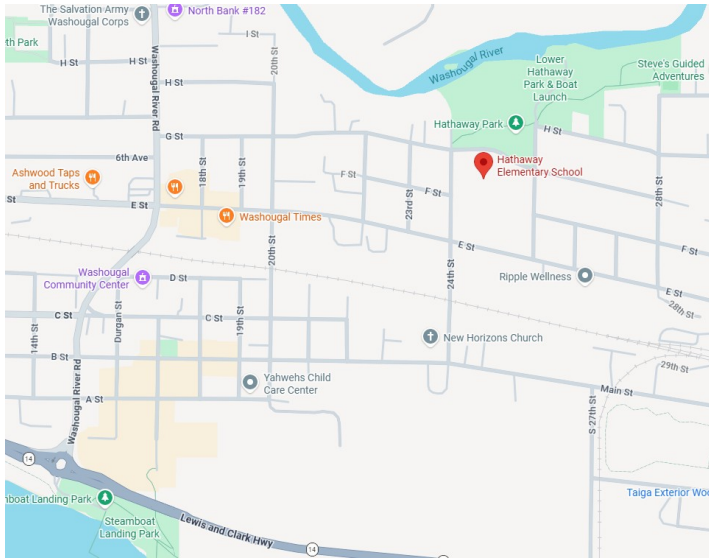 The Salvation Army
Washougal Corps
North Bank #182
eth Park
I St
20th St
Washougal River
Lower
Hathaway
Park & Boat
Launch
Steve's Guided
Adventures
H St
H St
H St
Washougal River Rd
Hathaway Park
H St
G St
6th Ave
Hathaway
Elementary School
Ashwood Taps
and Trucks
18th St
19th St
F St
F St
23rd St
28th St
St
E St
Washougal Times
20th St
E St
F St
24th St
Washougal
Community Center
D St
Ripple Wellness
E St
28th St
14th St
C St
Durgan St
C St
19th St
New Horizons Church
B St
29th St
Washougal River Rd
Yahwehs Child
Care Center
Main St
A St
S 27th St
14
Taiga Exterior Woo
mboat Landing Park
Steamboat
Landing Park
Lewis and Clark Hwy
14